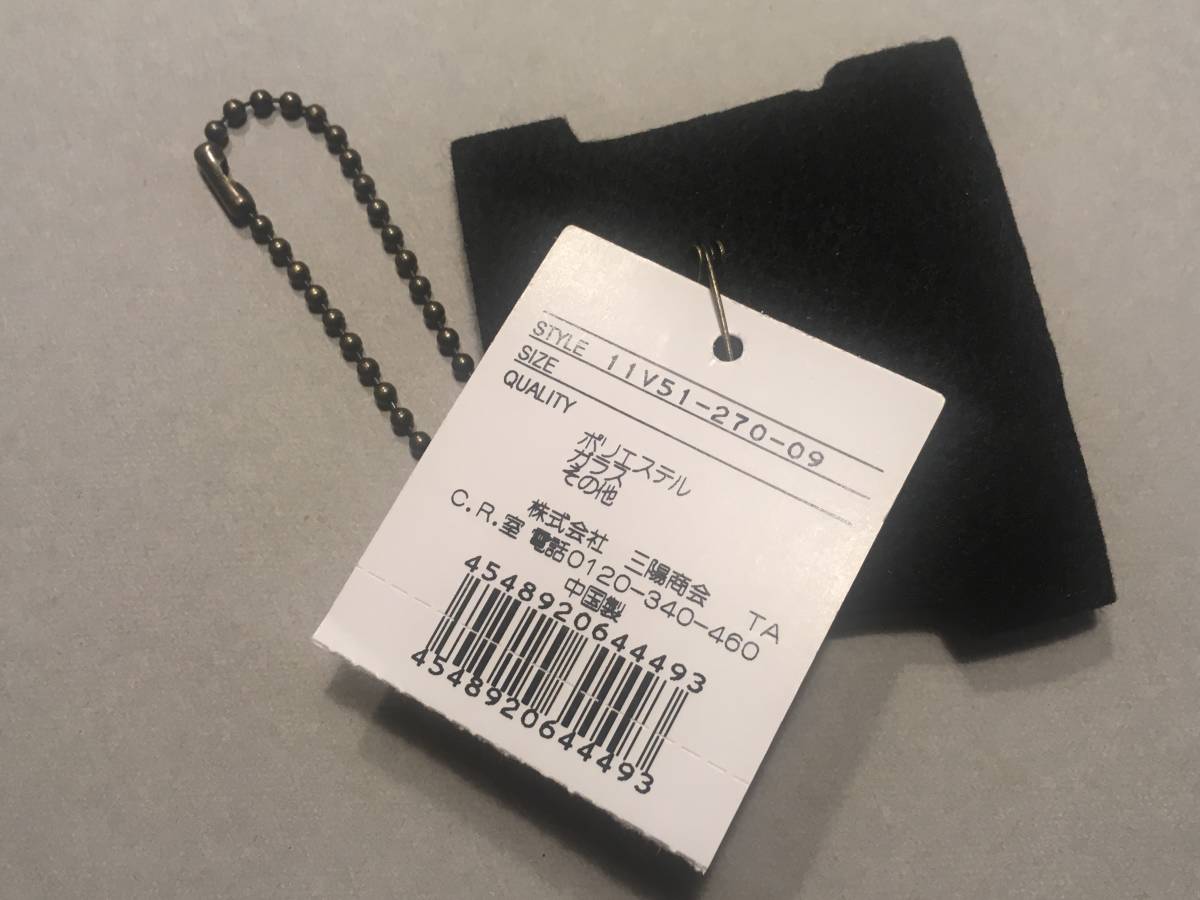 STYLE 11V51-270-09
SIZE
QUALITY
ポリエステル
ガラス
その他
株式会社 三陽商会 TA
C.R.室 電話0120-340-460
中国製
4548920644493
4548920644493